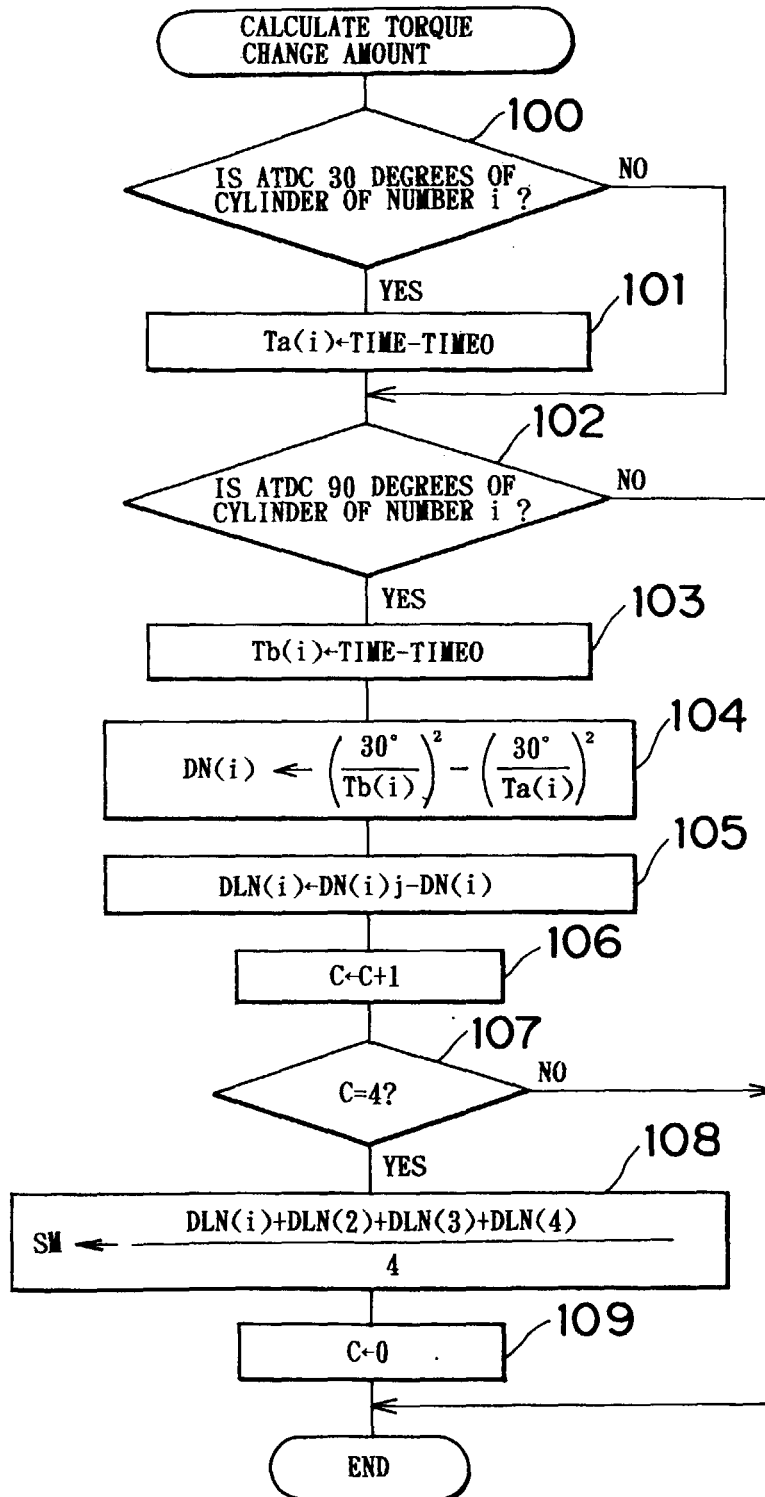 CALCULATE TORQUE
CHANGE AMOUNT
100
IS ATDC 30 DEGREES OF
CYLINDER OF NUMBER i ?
NO
YES
101
Ta(i)←TIME-TIME0
102
IS ATDC 90 DEGREES OF
CYLINDER OF NUMBER i ?
NO
YES
103
Tb(i)←TIME-TIME0
104
DN(i) ← (30°/Tb(i))² - (30°/Ta(i))²
105
DLN(i)←DN(i)j-DN(i)
106
C←C+1
107
C=4?
NO
YES
108
DLN(i)+DLN(2)+DLN(3)+DLN(4)
SM ←
4
109
C←0
END